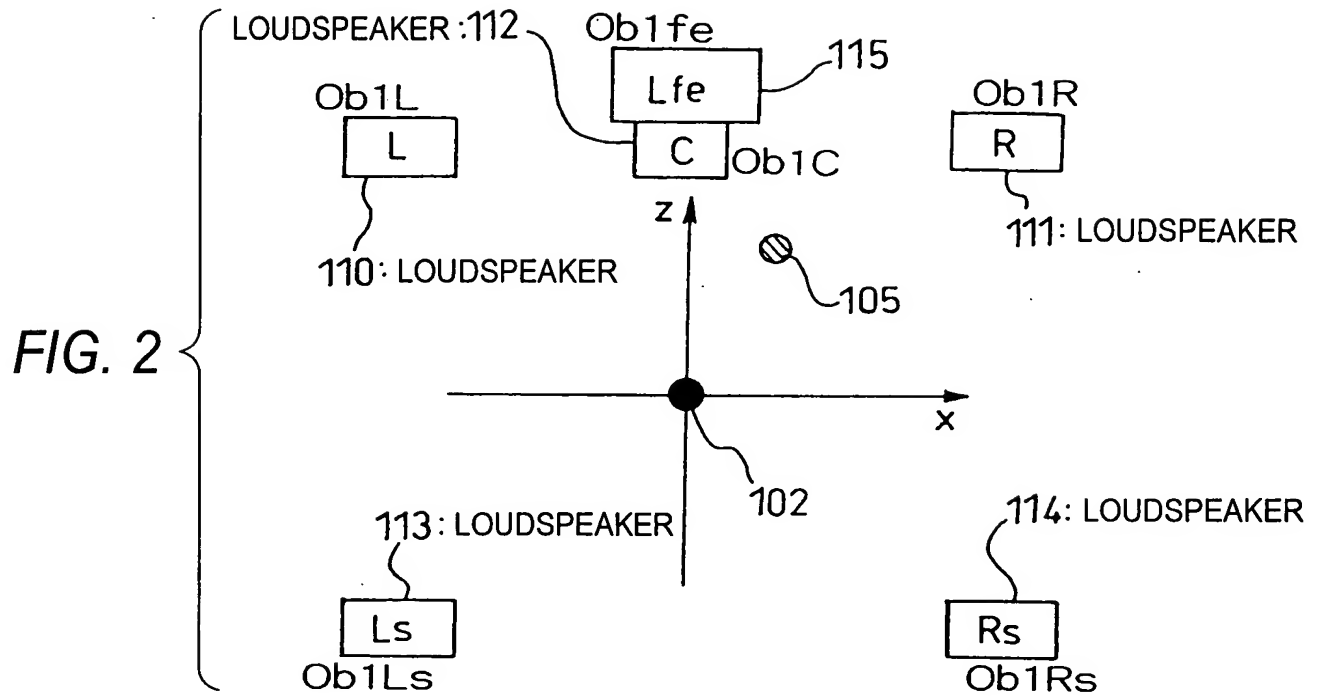 LOUDSPEAKER :112
Ob1fe
115
Lfe
Ob1L
Ob1R
L
C
R
Ob1C
z
110: LOUDSPEAKER
111: LOUDSPEAKER
105
FIG. 2
x
102
113: LOUDSPEAKER
114: LOUDSPEAKER
Ls
Rs
Ob1Ls
Ob1Rs